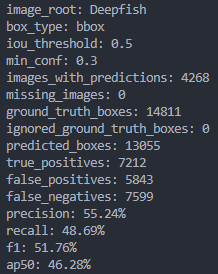 image_root: Deepfish
box_type: bbox
iou_threshold: 0.5
min_conf: 0.3
images_with_predictions: 4268
missing_images: 0
ground_truth_boxes: 14811
ignored_ground_truth_boxes: 0
predicted_boxes: 13055
true_positives: 7212
false_positives: 5843
false_negatives: 7599
precision: 55.24%
recall: 48.69%
f1: 51.76%
ap50: 46.28%